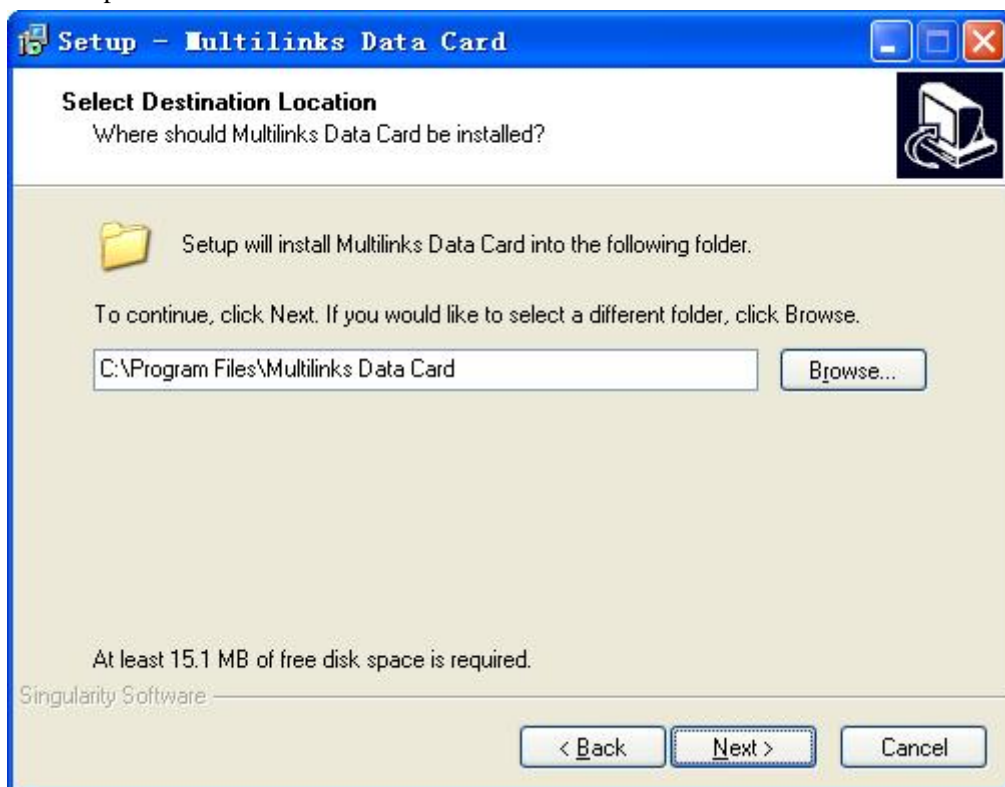 Setup - Multilinks Data Card
Select Destination Location
Where should Multilinks Data Card be installed?
Setup will install Multilinks Data Card into the following folder.
To continue, click Next. If you would like to select a different folder, click Browse.
C:\Program Files\Multilinks Data Card
Browse...
At least 15.1 MB of free disk space is required.
Singularity Software
< Back
Next >
Cancel